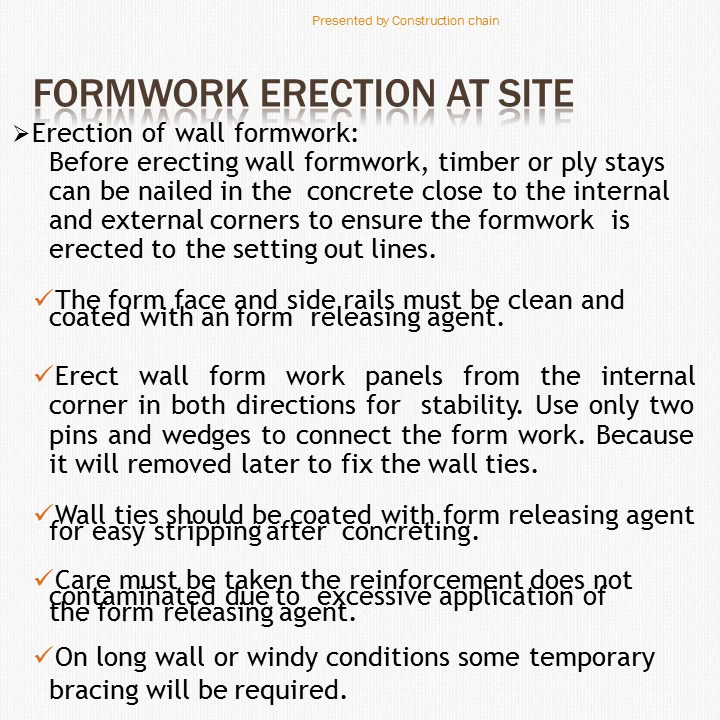 Presented by Construction chain
FORMWORK ERECTION AT SITE
➢Erection of wall formwork:
Before erecting wall formwork, timber or ply stays
can be nailed in the concrete close to the internal
and external corners to ensure the formwork is
erected to the setting out lines.
✓The form face and side rails must be clean and
coated with an form releasing agent.
✓Erect wall form work panels from the internal
corner in both directions for stability. Use only two
pins and wedges to connect the form work. Because
it will removed later to fix the wall ties.
✓Wall ties should be coated with form releasing agent
for easy stripping after concreting.
✓Care must be taken the reinforcement does not
contaminated due to excessive application of
the form releasing agent.
✓On long wall or windy conditions some temporary
bracing will be required.